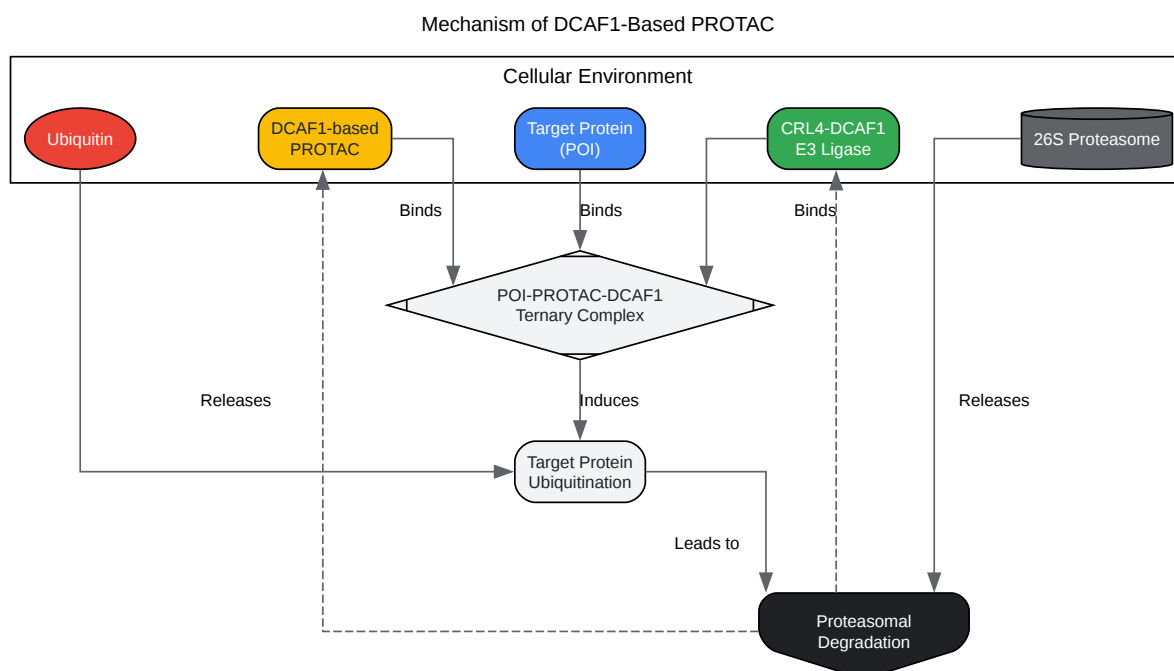 Mechanism of DCAF1-Based PROTAC
Cellular Environment
Ubiquitin
DCAF1-based
PROTAC
Target Protein
(POI)
CRL4-DCAF1
E3 Ligase
26S Proteasome
Binds
Binds
Binds
POI-PROTAC-DCAF1
Ternary Complex
Releases
Induces
Releases
Target Protein
Ubiquitination
Leads to
Proteasomal
Degradation